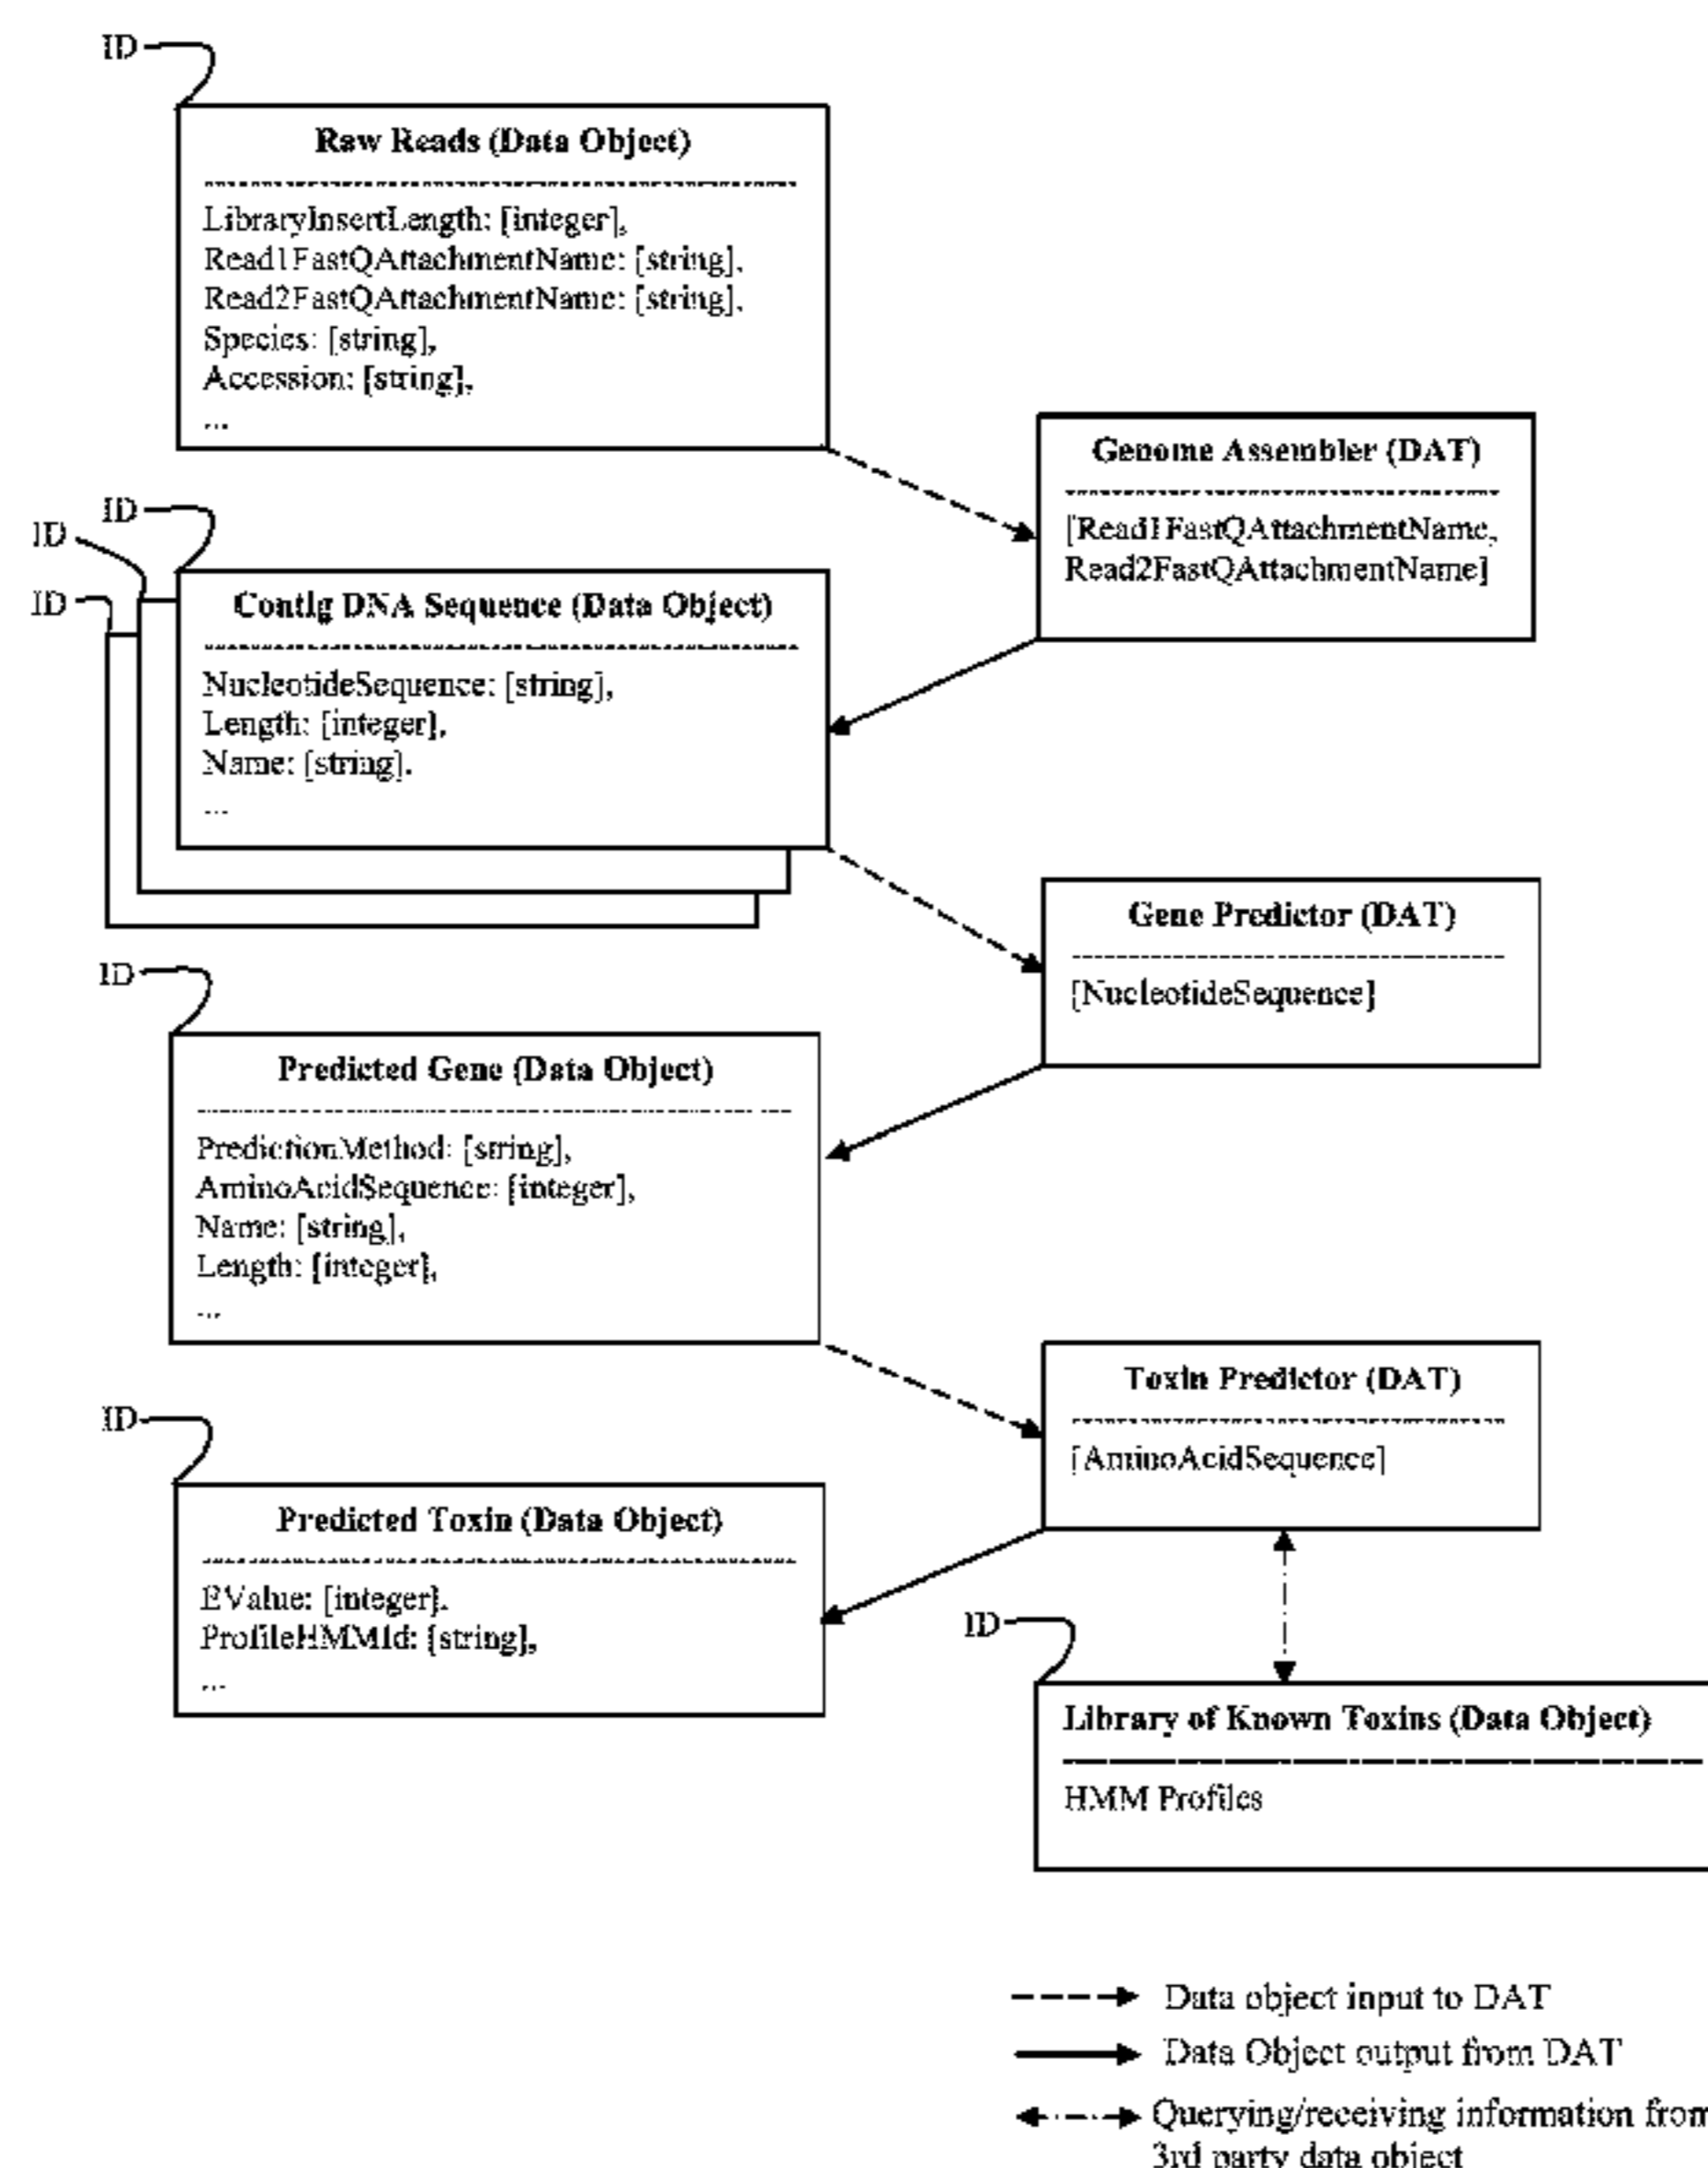 ID
Raw Reads (Data Object)
LibraryInsertLength: [integer],
Read1FastQAttachmentName: [string],
Read2FastQAttachmentName: [string],
Species: [string],
Accession: [string],
...
Genome Assembler (DAT)
[Read1FastQAttachmentName,
Read2FastQAttachmentName]
ID
ID
ID
Contig DNA Sequence (Data Object)
NucleotideSequence: [string],
Length: [integer],
Name: [string].
...
Gene Predictor (DAT)
[NucleotideSequence]
ID
Predicted Gene (Data Object)
PredictionMethod: [string],
AminoAcidSequence: [integer],
Name: [string],
Length: [integer],
...
Toxin Predictor (DAT)
[AminoAcidSequence]
ID
Predicted Toxin (Data Object)
EValue: [integer].
ProfileHMMId: [string],
...
ID
Library of Known Toxins (Data Object)
HMM Profiles
Data object input to DAT
Data Object output from DAT
Querying/receiving information from
3rd party data object